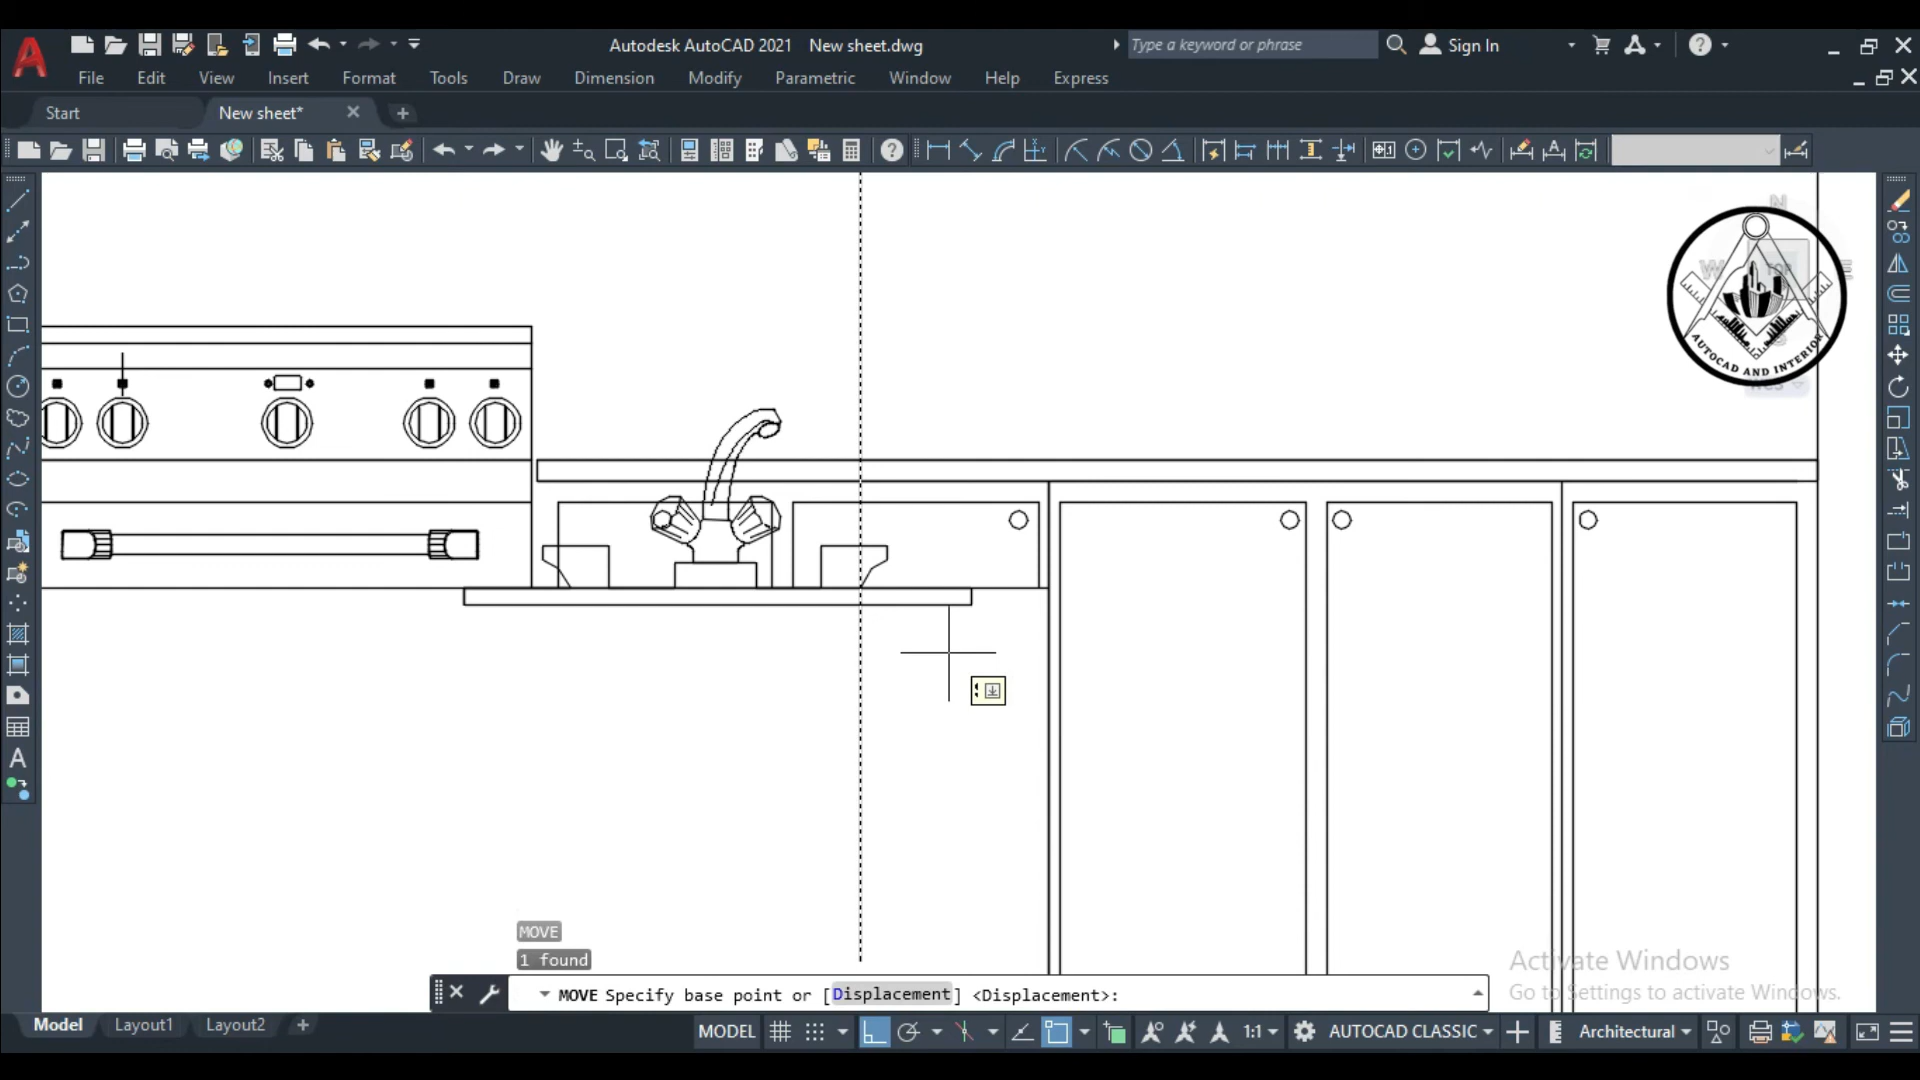 Autodesk AutoCAD 2021 New sheet.dwg
Type a keyword or phrase
Sign In
File Edit View Insert Format Tools Draw Dimension Modify Parametric Window Help Express
Start
New sheet*
N
W
TOP
E
AUTOCAD AND INTERIOR
WCS
MOVE
1 found
MOVE Specify base point or [Displacement] <Displacement>:
Activate Windows
Go to Settings to activate Windows.
Model Layout1 Layout2
MODEL
1:1
AUTOCAD CLASSIC
Architectural